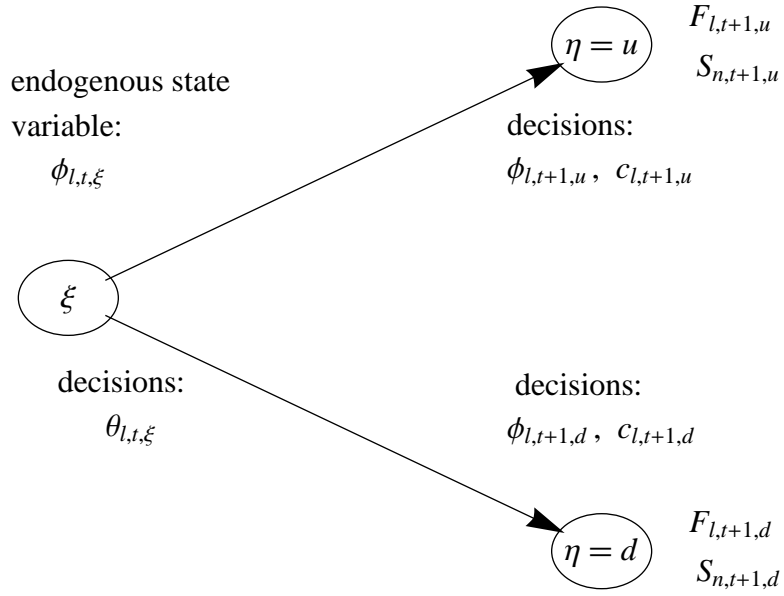 η = u
F_{l,t+1,u}
S_{n,t+1,u}
endogenous state
variable:
ϕ_{l,t,ξ}
decisions:
ϕ_{l,t+1,u} , c_{l,t+1,u}
ξ
decisions:
θ_{l,t,ξ}
decisions:
ϕ_{l,t+1,d} , c_{l,t+1,d}
η = d
F_{l,t+1,d}
S_{n,t+1,d}